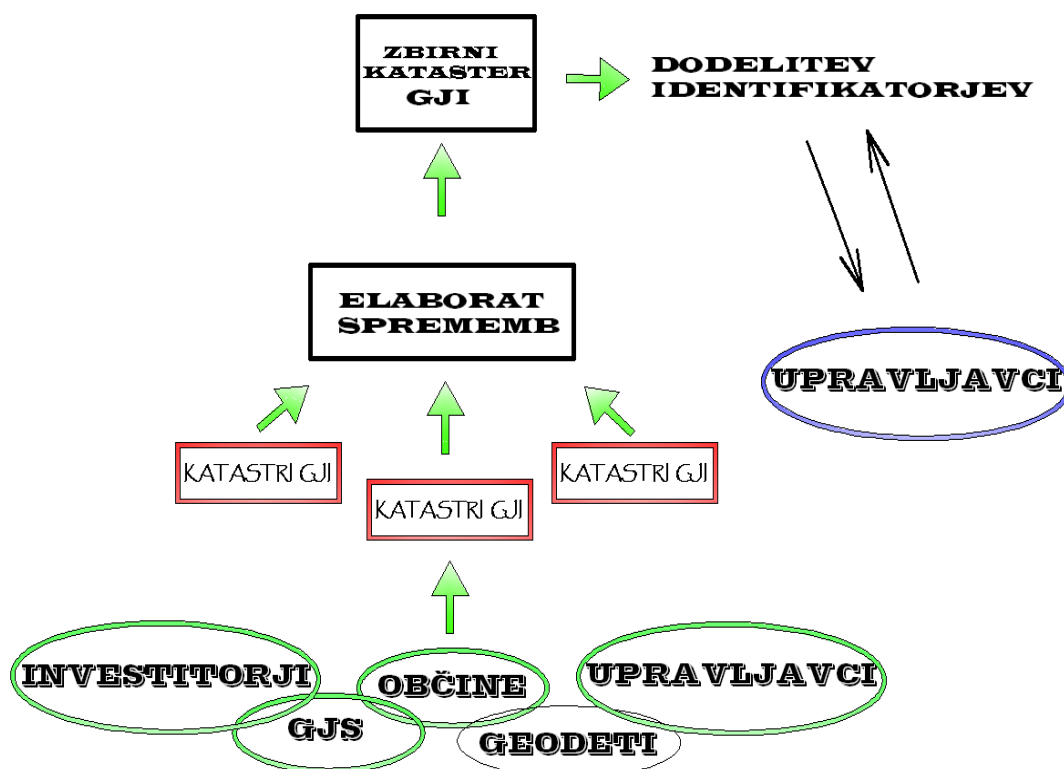 ZBIRNI
KATASTER
GJI
DODELITEV
IDENTIFIKATORJEV
ELABORAT
SPREMEMB
UPRAVLJAVCI
KATASTRI GJI
KATASTRI GJI
KATASTRI GJI
INVESTITORJI
OBČINE
UPRAVLJAVCI
GJS
GEODETI